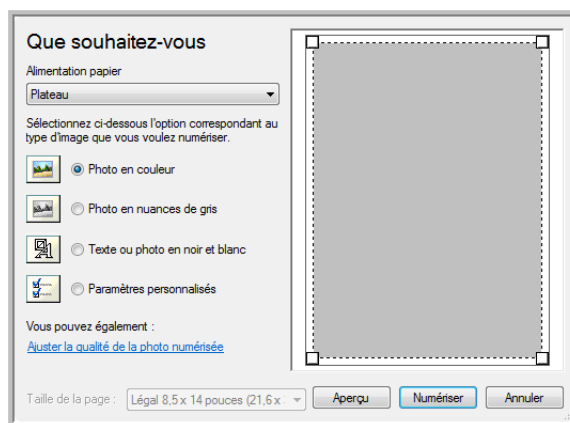 Que souhaitez-vous
Alimentation papier
Plateau
Sélectionnez ci-dessous l'option correspondant au
type d'image que vous voulez numériser.
Photo en couleur
Photo en nuances de gris
Texte ou photo en noir et blanc
Paramètres personnalisés
Vous pouvez également :
Ajuster la qualité de la photo numérisée
Taille de la page : Légal 8,5 x 14 pouces (21,6 x Aperçu Numériser Annuler